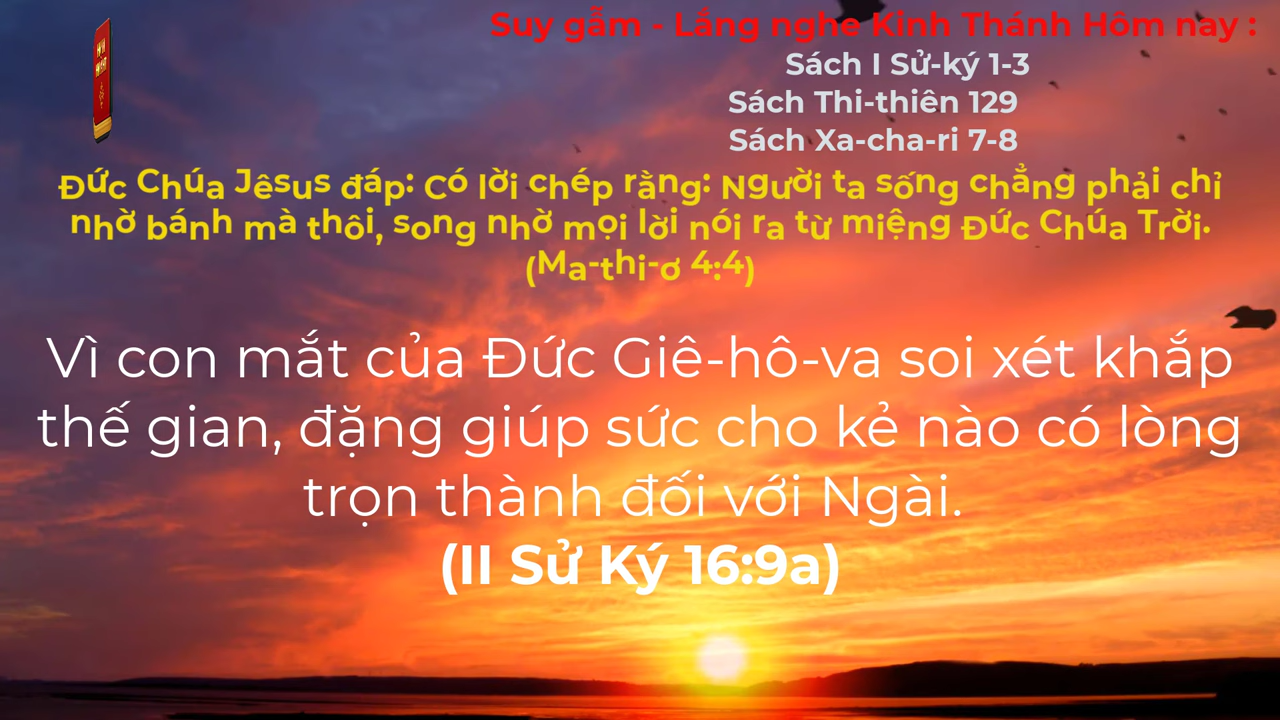 Suy gẫm - Lắng nghe Kinh Thánh Hôm nay :
Sách I Sử-ký 1-3
Sách Thi-thiên 129
Sách Xa-cha-ri 7-8
Đức Chúa Jêsus đáp: Có lời chép rằng: Người ta sống chẳng phải chỉ
nhờ bánh mà thôi, song nhờ mọi lời nói ra từ miệng Đức Chúa Trời.
(Ma-thi-ơ 4:4)
Vì con mắt của Đức Giê-hô-va soi xét khắp
thế gian, đặng giúp sức cho kẻ nào có lòng
trọn thành đối với Ngài.
(II Sử Ký 16:9a)